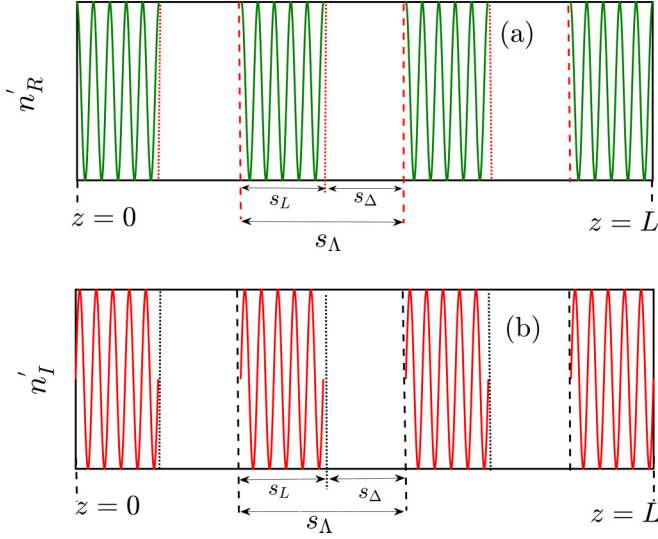 (a)
n'_R
s_L
s_Δ
z = 0
s_Λ
z = L
(b)
n'_I
s_L
s_Δ
z = 0
s_Λ
z = L